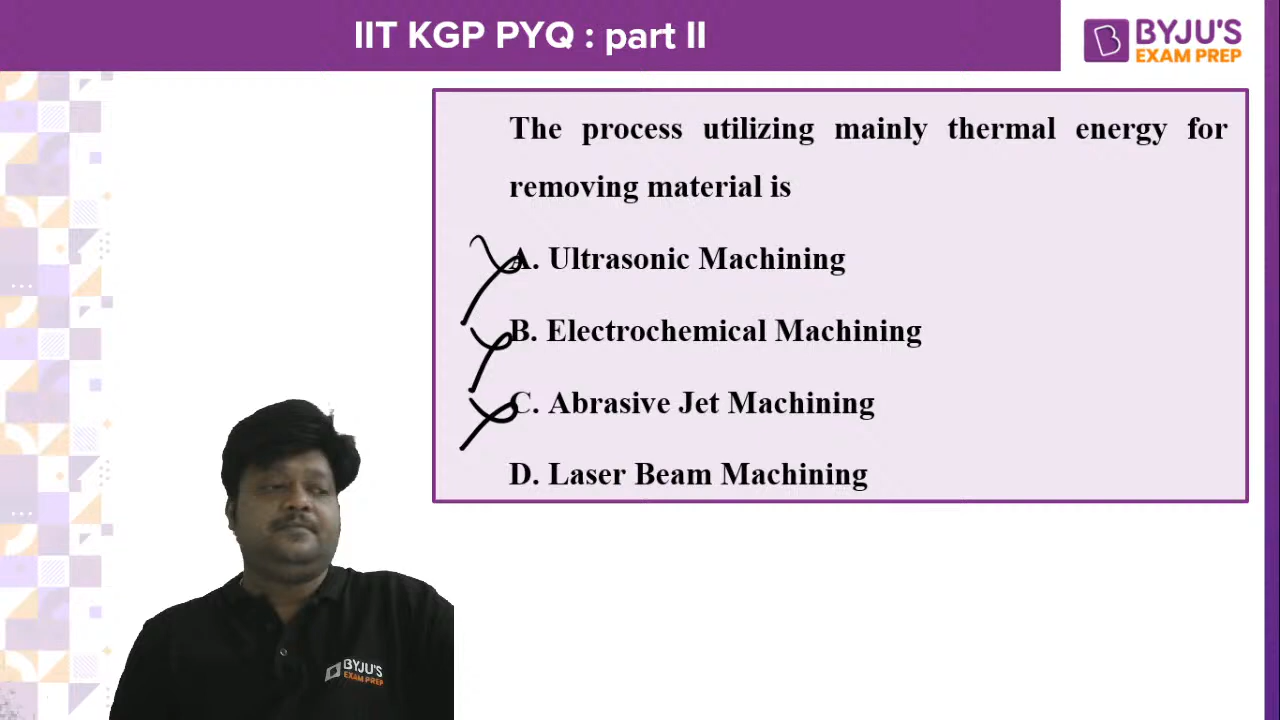 IIT KGP PYQ : part II
BYJU'S
EXAM PREP
The process utilizing mainly thermal energy for
removing material is
A. Ultrasonic Machining
B. Electrochemical Machining
C. Abrasive Jet Machining
D. Laser Beam Machining
BYJU'S
EXAM PREP